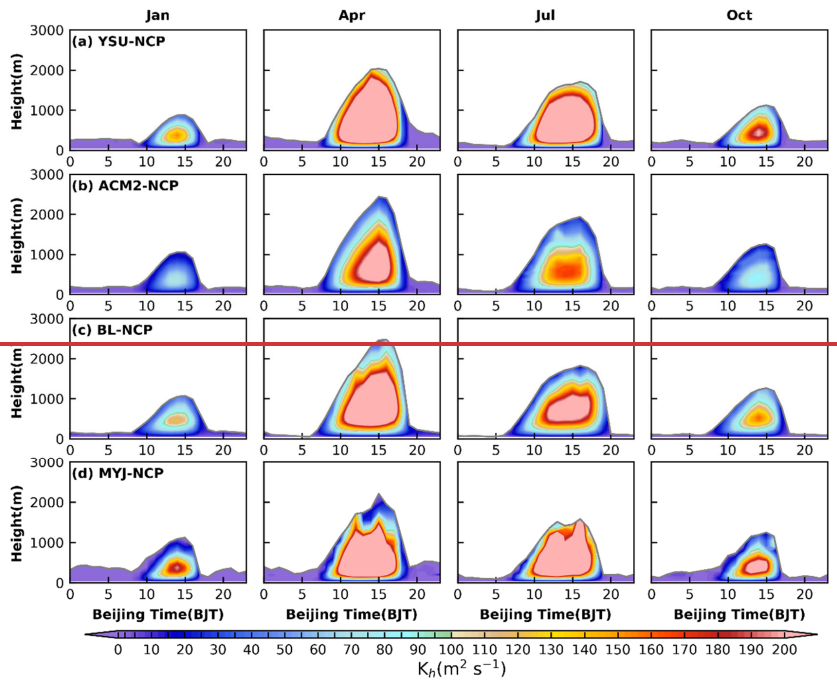 Jan Apr Jul Oct
3000 (a) YSU-NCP
2000
1000
0
Height(m)
0 5 10 15 20 0 5 10 15 20 0 5 10 15 20 0 5 10 15 20
3000 (b) ACM2-NCP
2000
1000
0
Height(m)
0 5 10 15 20 0 5 10 15 20 0 5 10 15 20 0 5 10 15 20
3000 (c) BL-NCP
2000
1000
0
Height(m)
0 5 10 15 20 0 5 10 15 20 0 5 10 15 20 0 5 10 15 20
3000 (d) MYJ-NCP
2000
1000
0
Height(m)
0 5 10 15 20 0 5 10 15 20 0 5 10 15 20 0 5 10 15 20
Beijing Time(BJT) Beijing Time(BJT) Beijing Time(BJT) Beijing Time(BJT)
0 10 20 30 40 50 60 70 80 90 100 110 120 130 140 150 160 170 180 190 200
Kₕ(m² s⁻¹)